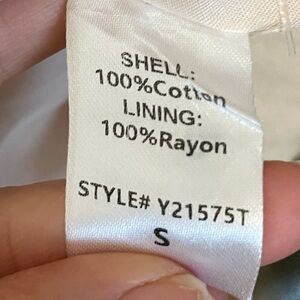 SHELL:
100%Cotton
LINING:
100%Rayon
STYLE# Y21575T
S